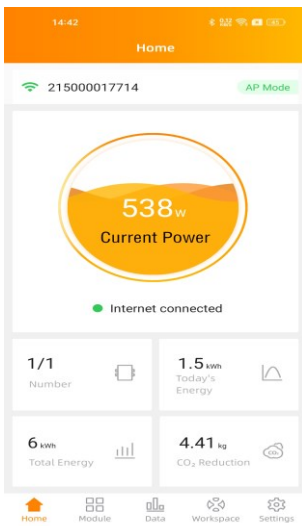 14:42
Home
215000017714
AP Mode
538w
Current Power
Internet connected
1/1
Number
1.5 kWh
Today's
Energy
6 kWh
Total Energy
4.41 kg
CO₂ Reduction
Home Module Data Workspace Settings